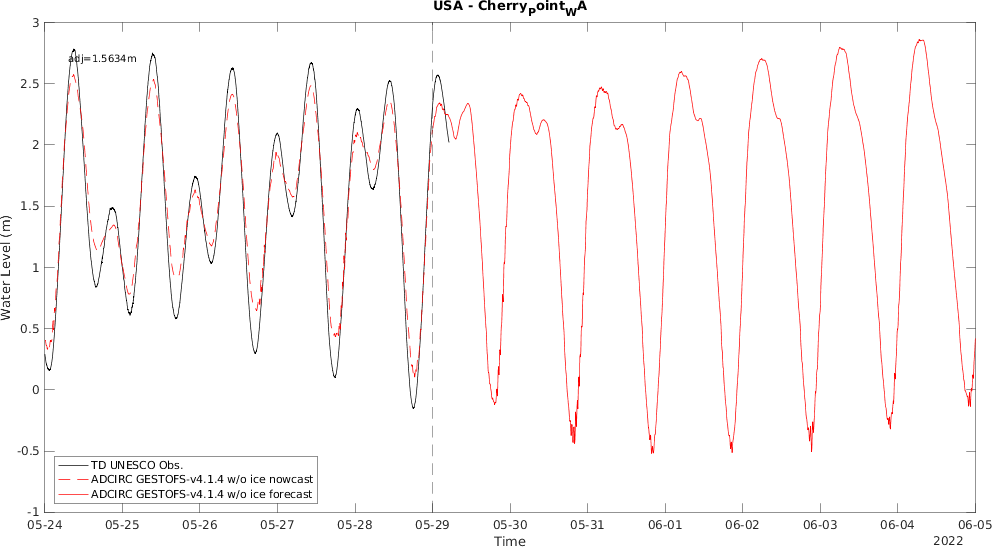 USA - CherryPointWA
adj=1.5634m
3
2.5
2
1.5
1
0.5
0
-0.5
-1
Water Level (m)
TD UNESCO Obs.
ADCIRC GESTOFS-v4.1.4 w/o ice nowcast
ADCIRC GESTOFS-v4.1.4 w/o ice forecast
05-24 05-25 05-26 05-27 05-28 05-29 05-30 05-31 06-01 06-02 06-03 06-04 06-05
Time
2022